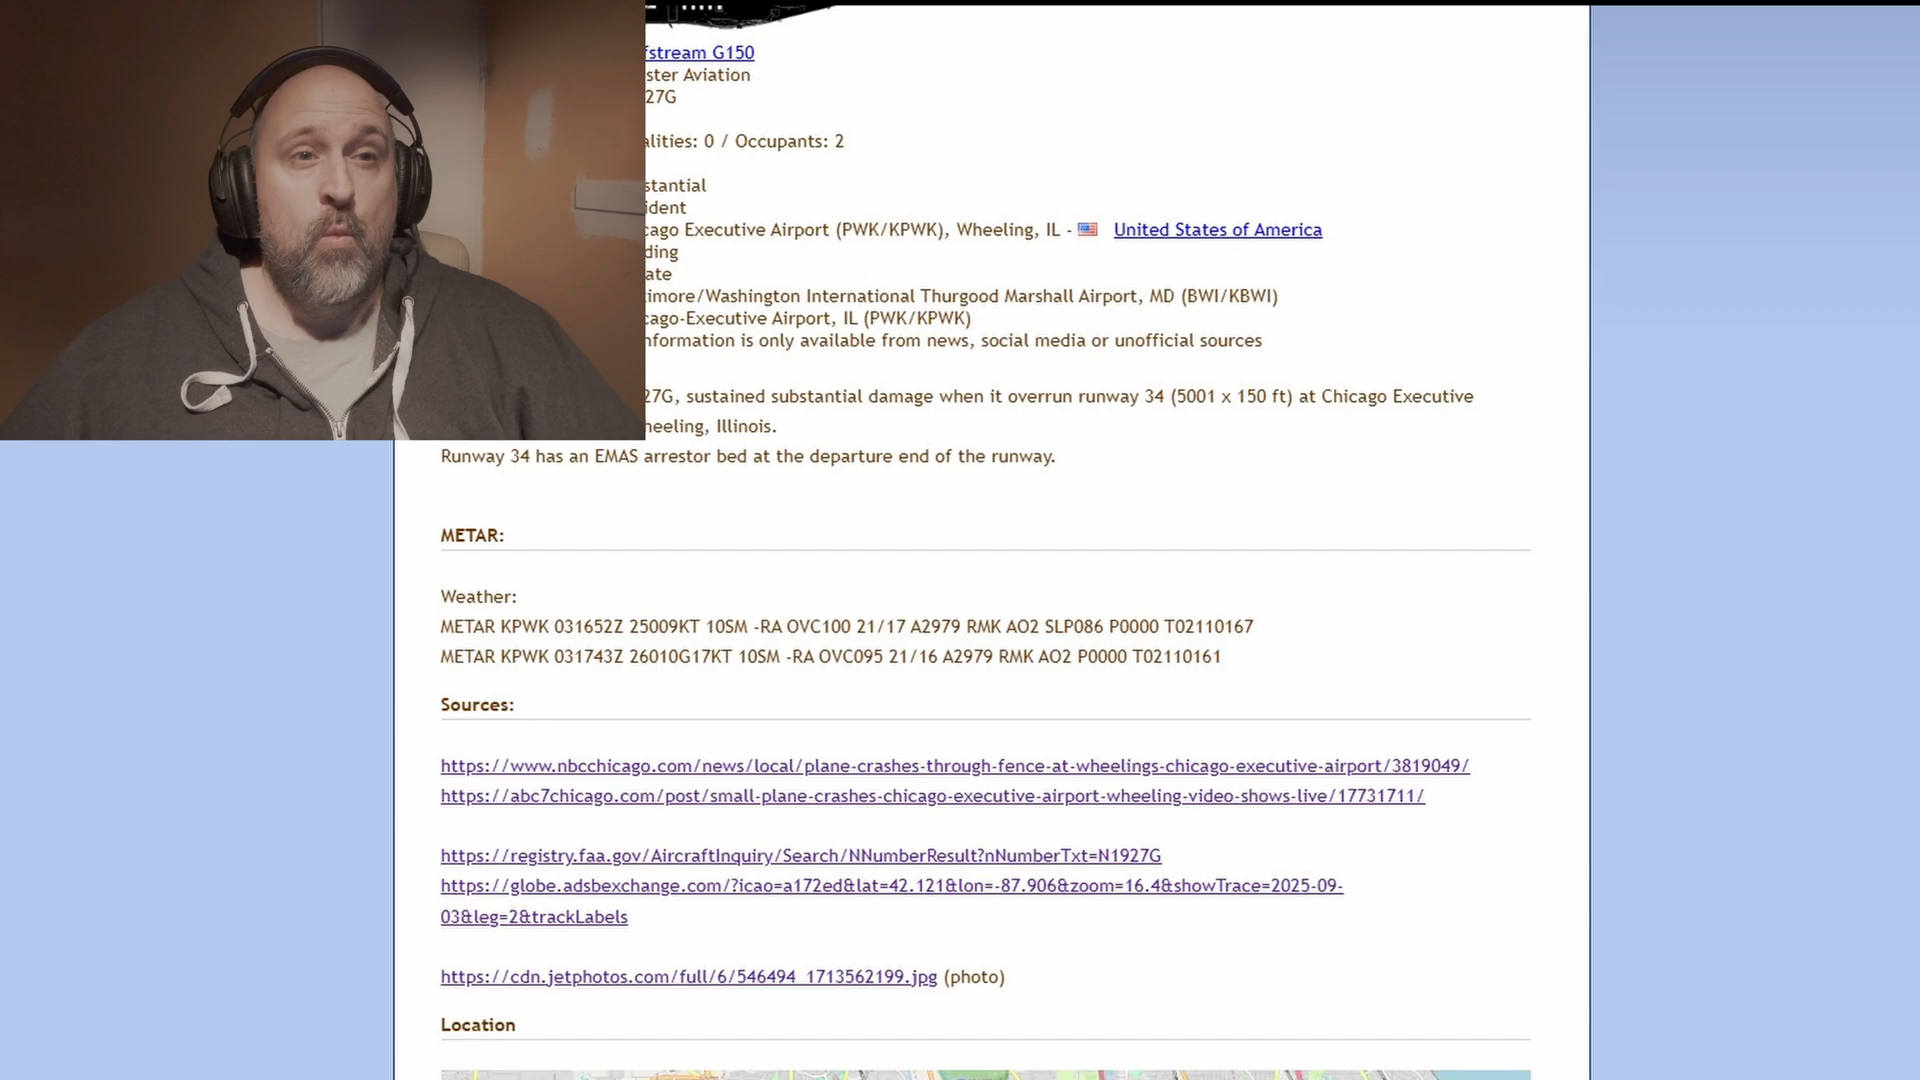 fstream G150
ster Aviation
27G
alities: 0 / Occupants: 2
stantial
ident
cago Executive Airport (PWK/KPWK), Wheeling, IL - United States of America
ding
ate
imore/Washington International Thurgood Marshall Airport, MD (BWI/KBWI)
cago-Executive Airport, IL (PWK/KPWK)
nformation is only available from news, social media or unofficial sources
27G, sustained substantial damage when it overrun runway 34 (5001 x 150 ft) at Chicago Executive
heeling, Illinois.
Runway 34 has an EMAS arrestor bed at the departure end of the runway.
METAR:
Weather:
METAR KPWK 031652Z 25009KT 10SM -RA OVC100 21/17 A2979 RMK AO2 SLP086 P0000 T02110167
METAR KPWK 031743Z 26010G17KT 10SM -RA OVC095 21/16 A2979 RMK AO2 P0000 T02110161
Sources:
https://www.nbcchicago.com/news/local/plane-crashes-through-fence-at-wheelings-chicago-executive-airport/3819049/
https://abc7chicago.com/post/small-plane-crashes-chicago-executive-airport-wheeling-video-shows-live/17731711/
https://registry.faa.gov/AircraftInquiry/Search/NNumberResult?nNumberTxt=N1927G
https://globe.adsbexchange.com/?icao=a172ed&lat=42.121&lon=-87.906&zoom=16.4&showTrace=2025-09-
03&leg=2&trackLabels
https://cdn.jetphotos.com/full/6/546494_1713562199.jpg (photo)
Location